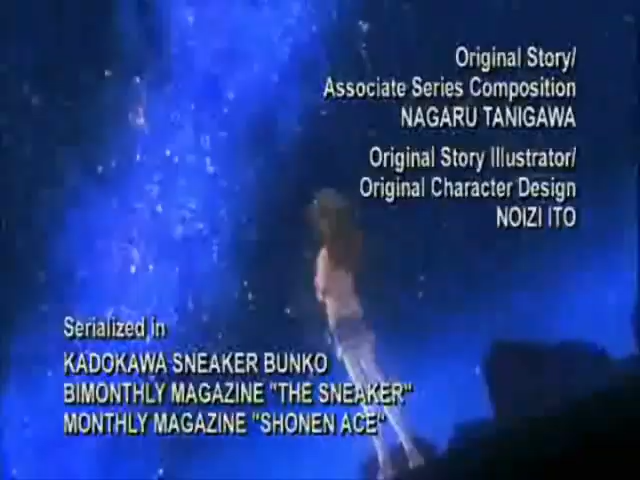 Original Story/
Associate Series Composition
NAGARU TANIGAWA
Original Story Illustrator/
Original Character Design
NOIZI ITO
Serialized in
KADOKAWA SNEAKER BUNKO
BIMONTHLY MAGAZINE "THE SNEAKER"
MONTHLY MAGAZINE "SHONEN ACE"